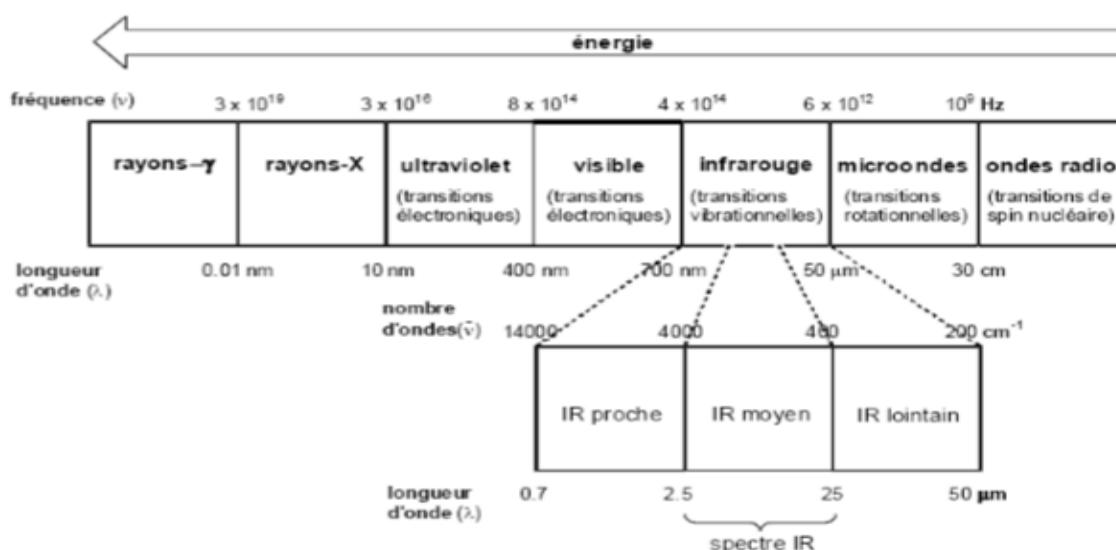 énergie
fréquence (ν) 3 x 10¹⁹ 3 x 10¹⁶ 8 x 10¹⁴ 4 x 10¹⁴ 6 x 10¹² 10⁹ Hz
rayons-γ rayons-X ultraviolet visible infrarouge microondes ondes radio
(transitions (transitions (transitions (transitions (transitions de
électroniques) électroniques) vibrationnelles) rotationnelles) spin nucléaire)
longueur 0.01 nm 10 nm 400 nm 700 nm 50 μm 30 cm
d'onde (λ)
nombre
d'ondes(ν̄) 14000 4000 400 200 cm⁻¹
IR proche IR moyen IR lointain
longueur 0.7 2.5 25 50 μm
d'onde (λ)
spectre IR